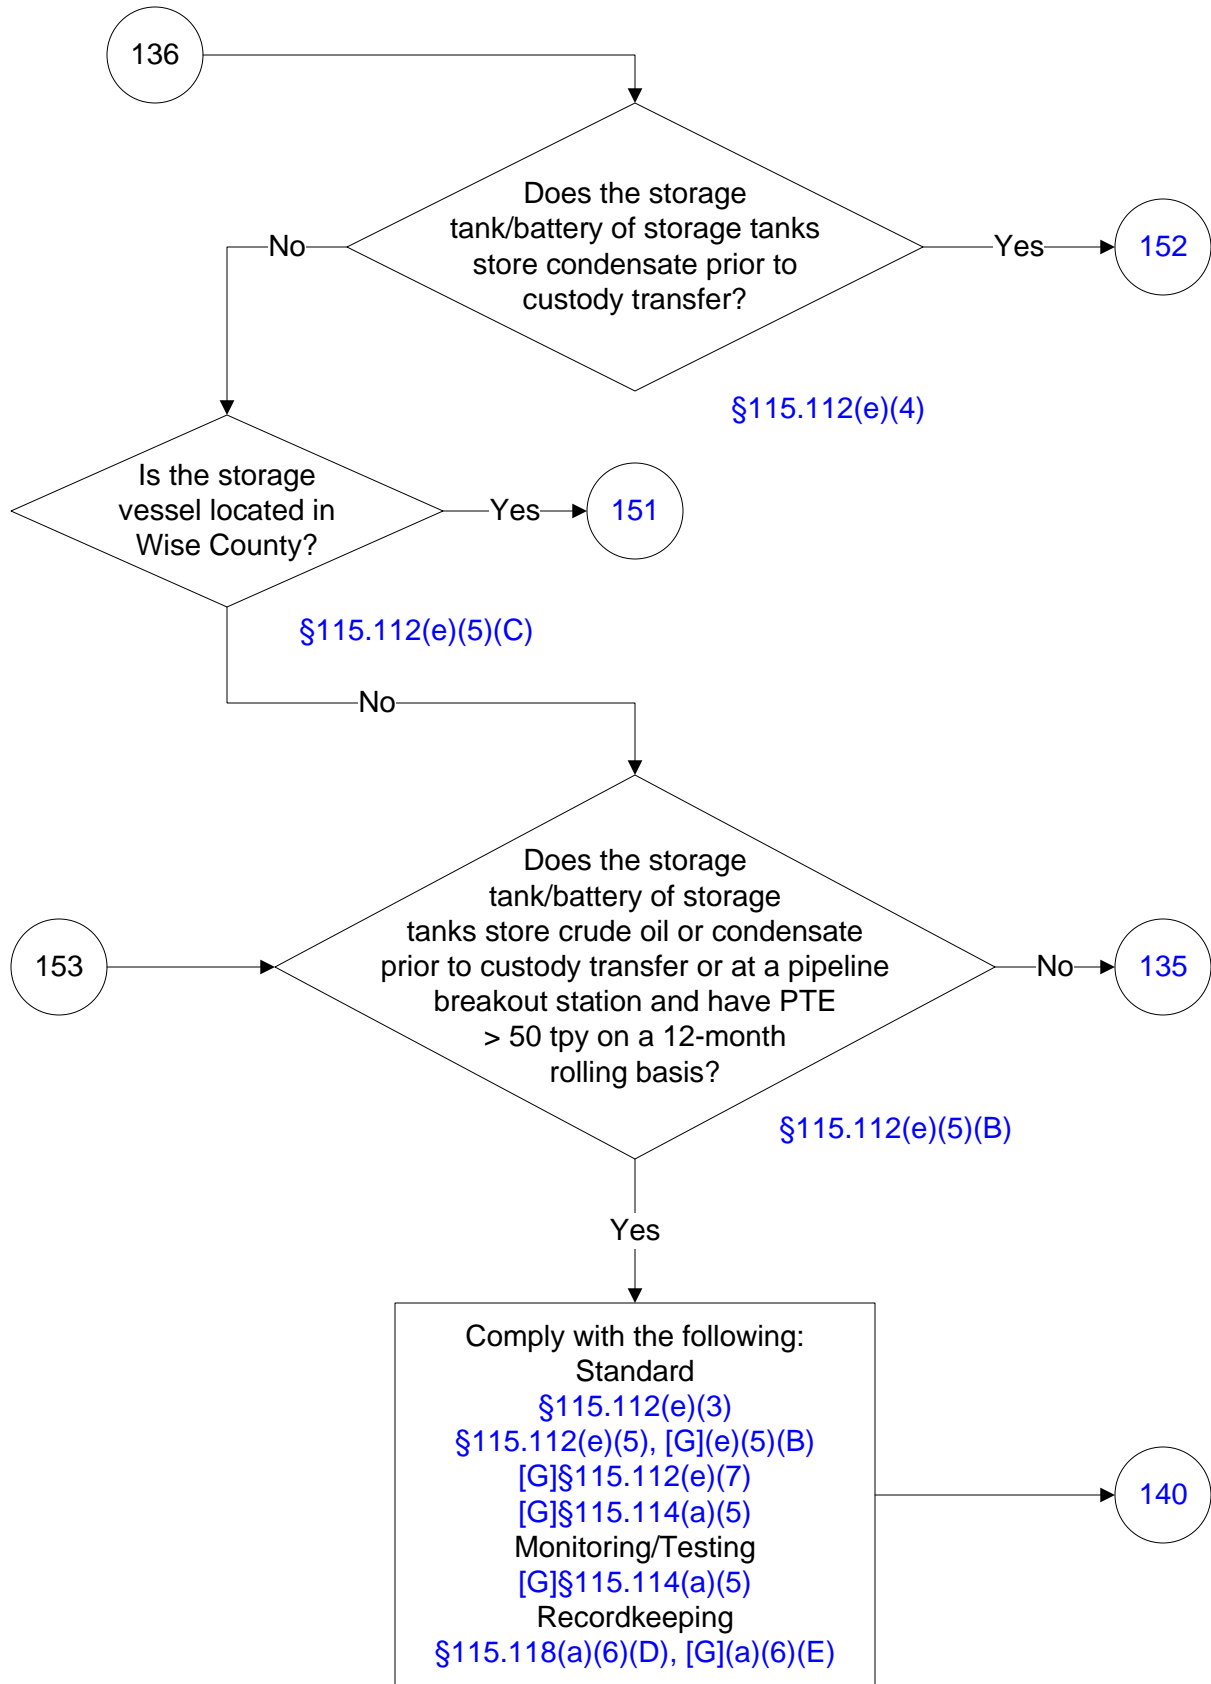 136
Does the storage
tank/battery of storage tanks
store condensate prior to
custody transfer?
No
Yes
152
§115.112(e)(4)
Is the storage
vessel located in
Wise County?
Yes
151
§115.112(e)(5)(C)
No
Does the storage
tank/battery of storage
tanks store crude oil or condensate
prior to custody transfer or at a pipeline
breakout station and have PTE
> 50 tpy on a 12-month
rolling basis?
153
No
135
§115.112(e)(5)(B)
Yes
Comply with the following:
Standard
§115.112(e)(3)
§115.112(e)(5), [G](e)(5)(B)
[G]§115.112(e)(7)
[G]§115.114(a)(5)
Monitoring/Testing
[G]§115.114(a)(5)
Recordkeeping
§115.118(a)(6)(D), [G](a)(6)(E)
140